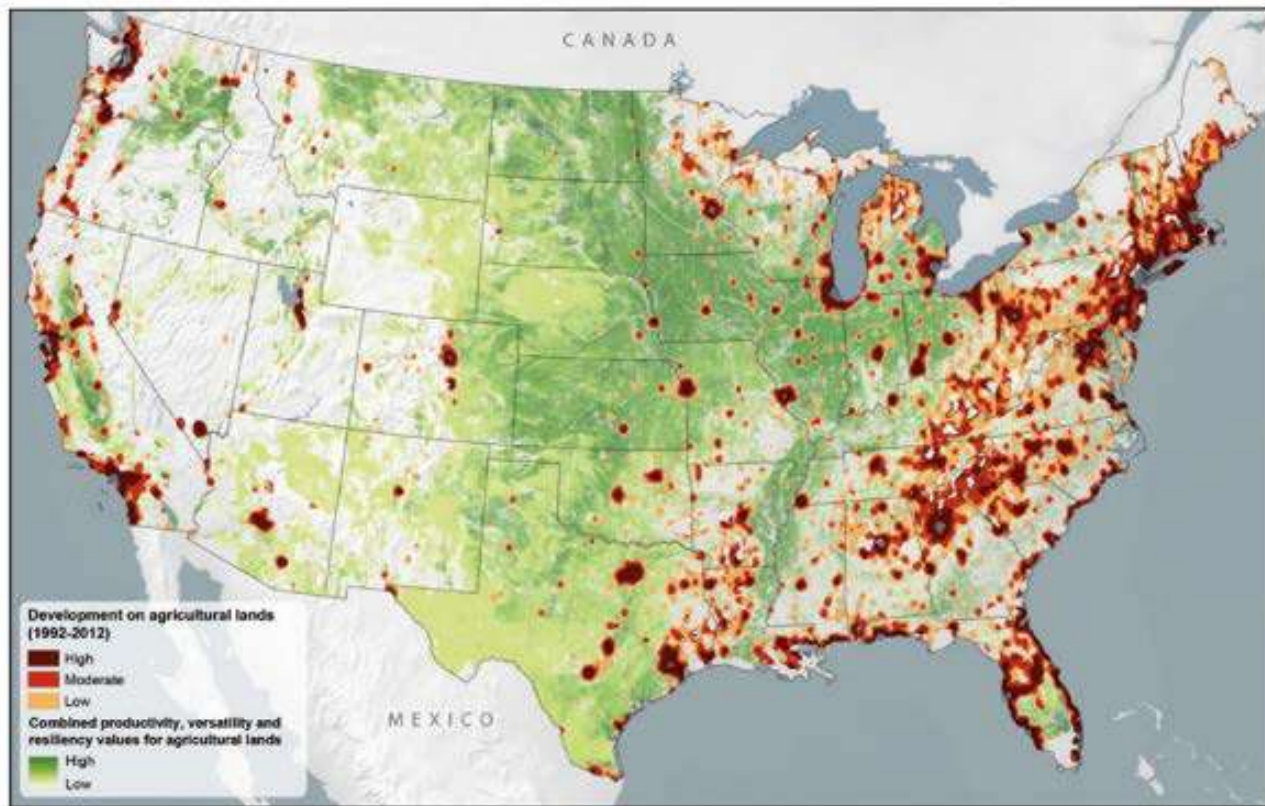 CANADA
MEXICO
Development on agricultural lands
(1992-2012)
High
Moderate
Low
Combined productivity, versatility and
resiliency values for agricultural lands
High
Low